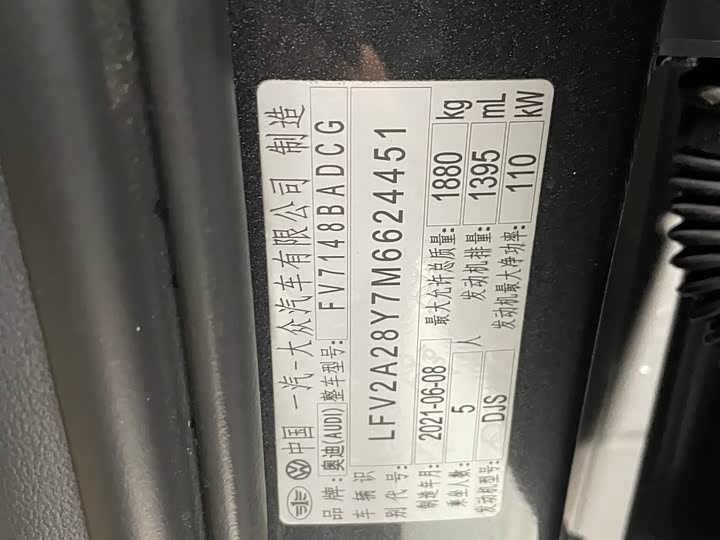 中国 一汽-大众汽车有限公司 制造
品牌: 奥迪(AUDI) 整车型号: FV7148BADCG
车辆识别代号: LFV2A28Y7M6624451
制造年月: 2021-06-08 最大允许总质量: 1880 kg
乘坐人数: 5 人 发动机排量: 1395 mL
发动机型号: DJS 发动机最大净功率: 110 kW